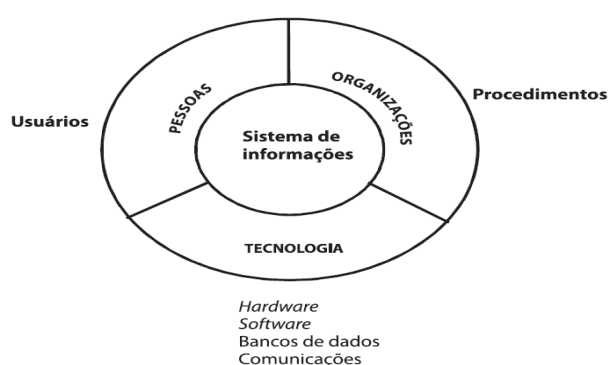 PESSOAS
ORGANIZAÇÕES
Usuários
Procedimentos
Sistema de
informações
TECNOLOGIA
Hardware
Software
Bancos de dados
Comunicações